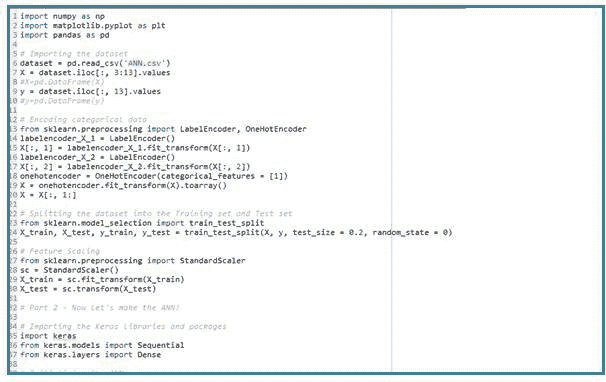 1 import numpy as np
2 import matplotlib.pyplot as plt
3 import pandas as pd
4
5 # Importing the dataset
6 dataset = pd.read_csv('ANN.csv')
7 X = dataset.iloc[:, 3:13].values
8 #X=pd.DataFrame(X)
9 y = dataset.iloc[:, 13].values
10 #y=pd.DataFrame(y)
11
12 # Encoding categorical data
13 from sklearn.preprocessing import LabelEncoder, OneHotEncoder
14 labelencoder_X_1 = LabelEncoder()
15 X[:, 1] = labelencoder_X_1.fit_transform(X[:, 1])
16 labelencoder_X_2 = LabelEncoder()
17 X[:, 2] = labelencoder_X_2.fit_transform(X[:, 2])
18 onehotencoder = OneHotEncoder(categorical_features = [1])
19 X = onehotencoder.fit_transform(X).toarray()
20 X = X[:, 1:]
21
22 # Splitting the dataset into the Training set and Test set
23 from sklearn.model_selection import train_test_split
24 X_train, X_test, y_train, y_test = train_test_split(X, y, test_size = 0.2, random_state = 0)
25
26 # Feature Scaling
27 from sklearn.preprocessing import StandardScaler
28 sc = StandardScaler()
29 X_train = sc.fit_transform(X_train)
30 X_test = sc.transform(X_test)
31
32 # Part 2 - Now let's make the ANN!
33
34 # Importing the Keras libraries and packages
35 import keras
36 from keras.models import Sequential
37 from keras.layers import Dense
38